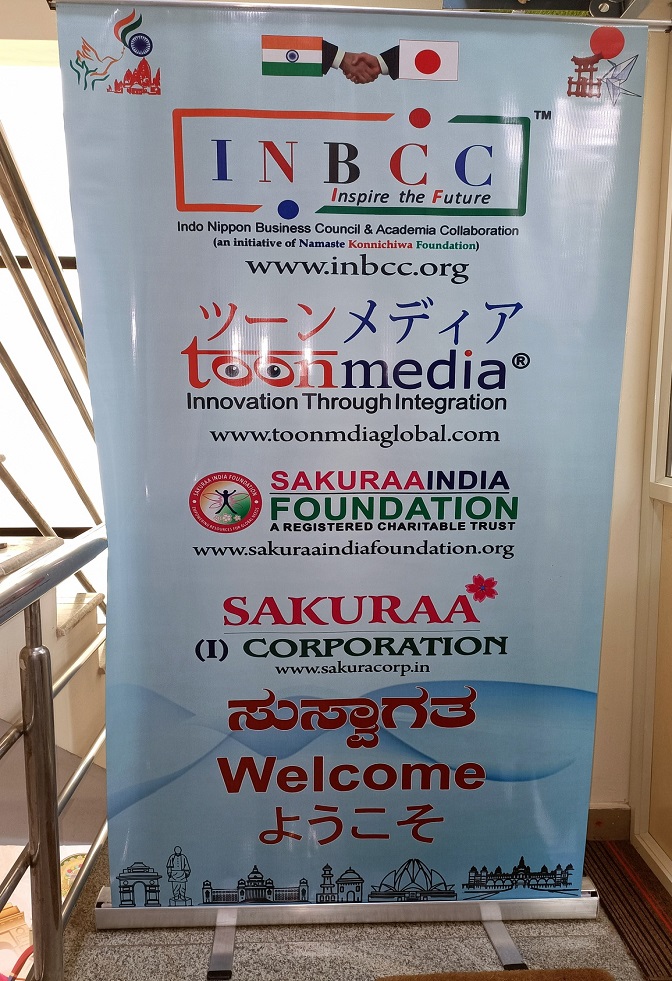 INBCC ™
Inspire the Future
Indo Nippon Business Council & Academia Collaboration
(an initiative of Namaste Konnichiwa Foundation)
www.inbcc.org
ツーンメディア
toonmedia®
Innovation Through Integration
www.toonmdiaglobal.com
SAKURAAINDIA
FOUNDATION
A REGISTERED CHARITABLE TRUST
www.sakuraaindiafoundation.org
SAKURAA
(I) CORPORATION
www.sakuracorp.in
ಸುಸ್ವಾಗತ
Welcome
ようこそ